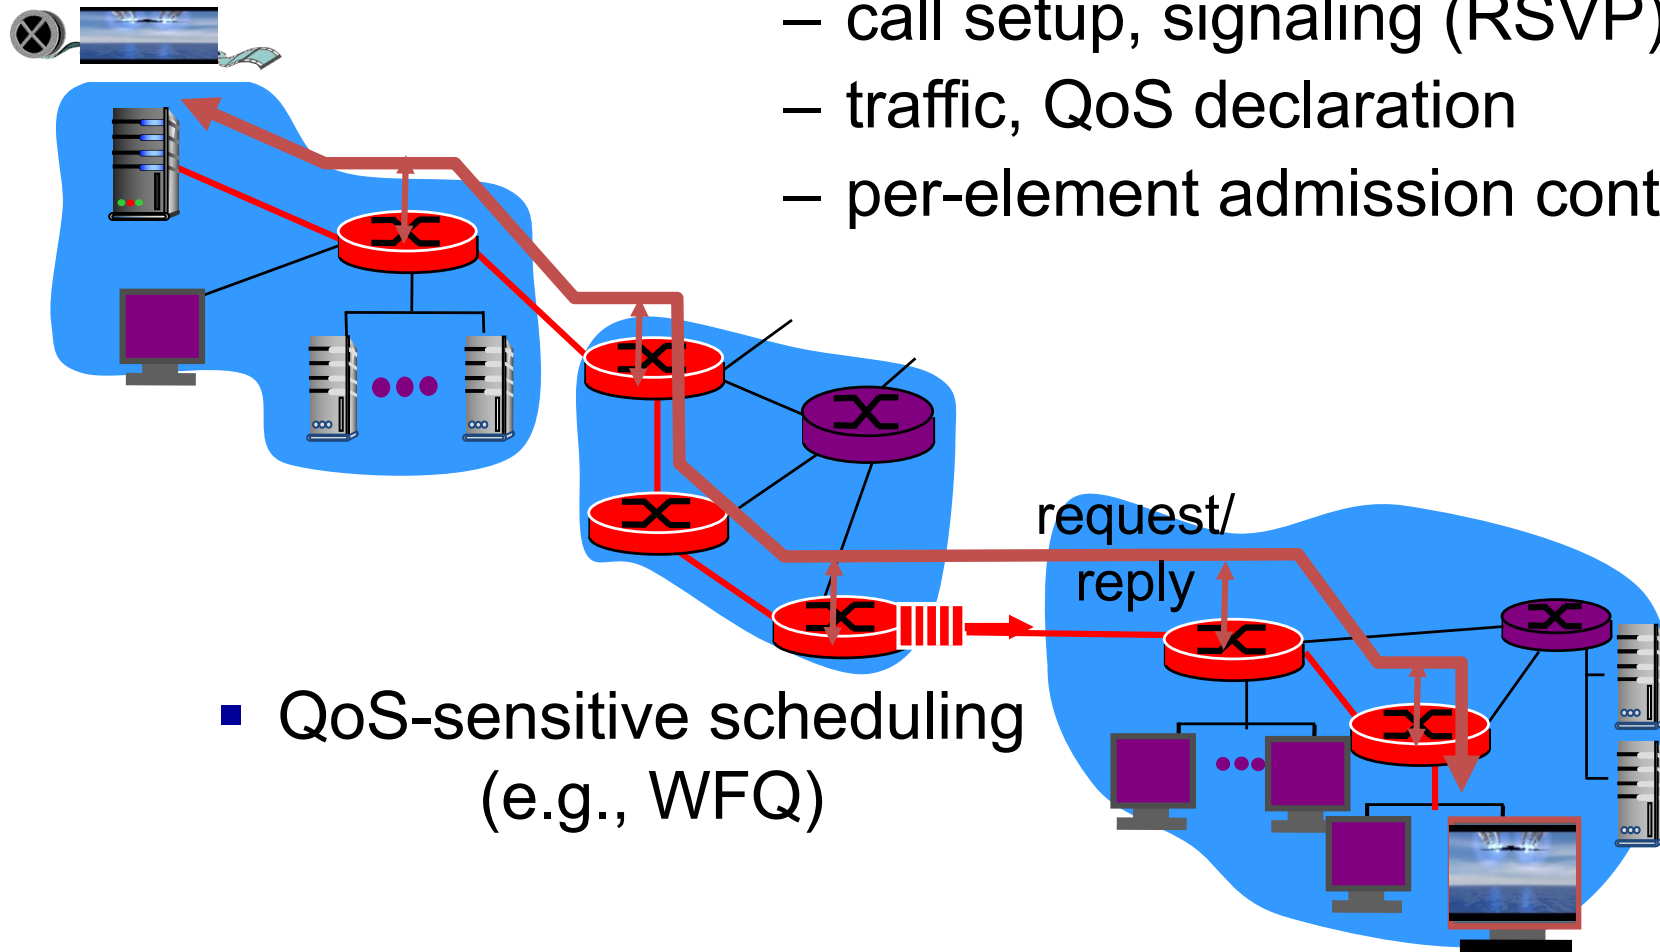 – call setup, signaling (RSVP)
– traffic, QoS declaration
– per-element admission cont
request/
reply
▪ QoS-sensitive scheduling
(e.g., WFQ)